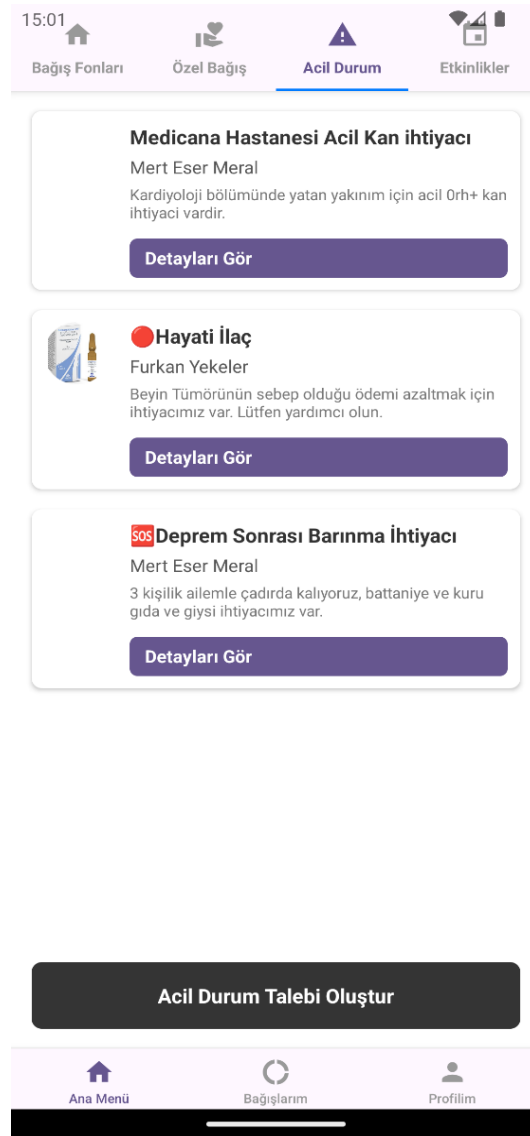 15:01
Bağış Fonları
Özel Bağış
Acil Durum
Etkinlikler
Medicana Hastanesi Acil Kan ihtiyacı
Mert Eser Meral
Kardiyoloji bölümünde yatan yakınım için acil 0rh+ kan
ihtiyaci vardir.
Detayları Gör
🔴Hayati İlaç
Furkan Yekeler
Beyin Tümörünün sebep olduğu ödemi azaltmak için
ihtiyacımız var. Lütfen yardımcı olun.
Detayları Gör
🆘Deprem Sonrası Barınma İhtiyacı
Mert Eser Meral
3 kişilik ailemle çadırda kalıyoruz, battaniye ve kuru
gıda ve giysi ihtiyacımız var.
Detayları Gör
Acil Durum Talebi Oluştur
Ana Menü
Bağışlarım
Profilim